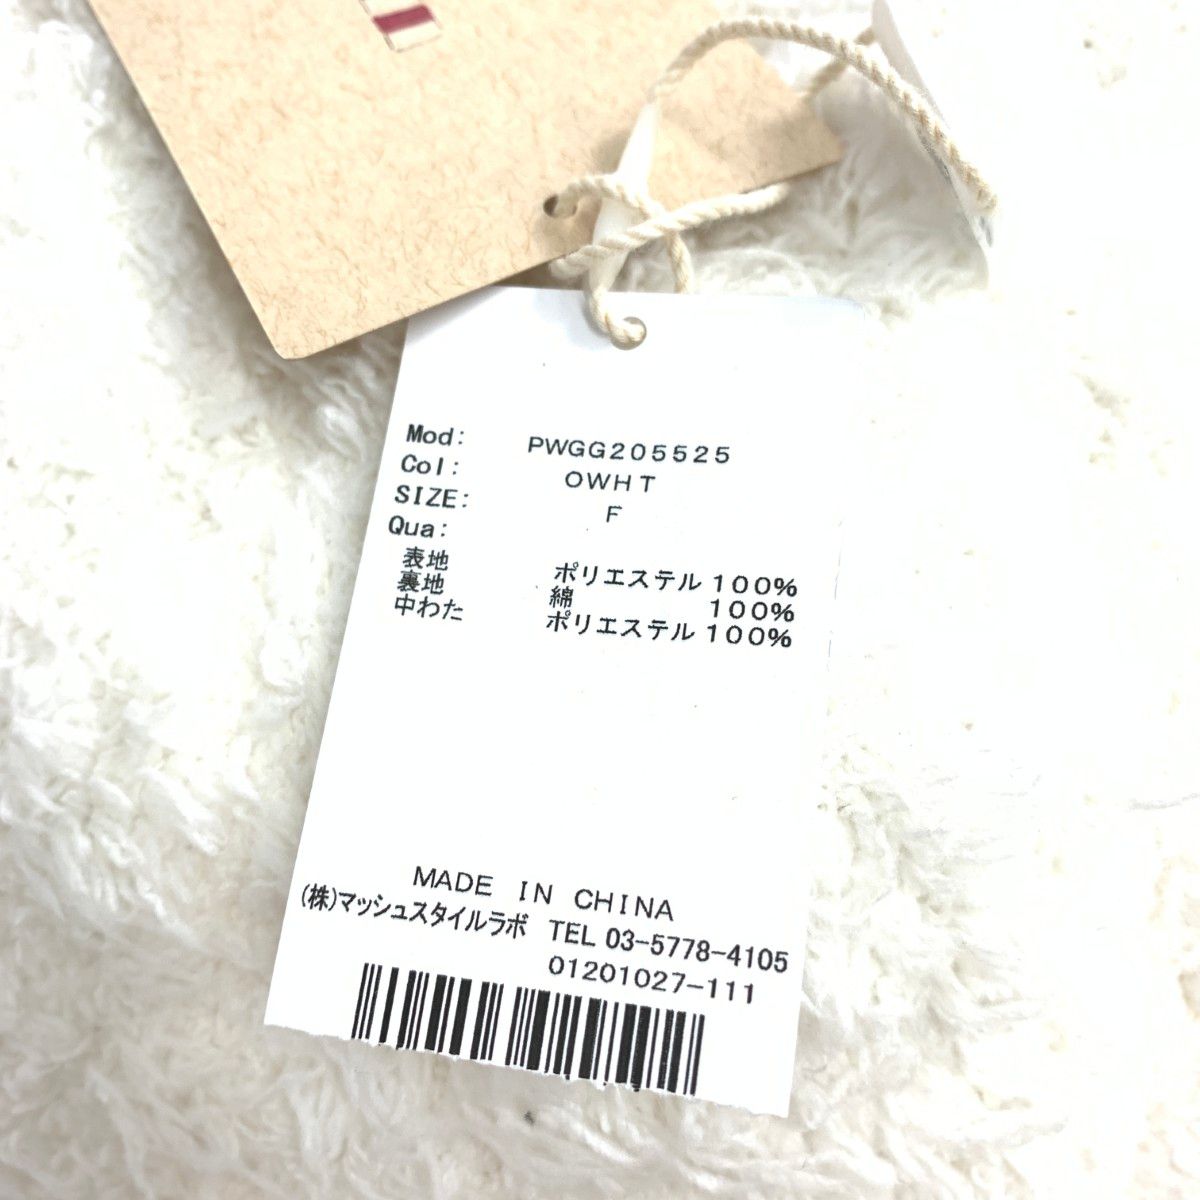 Mod: PWGG205525
Col: OWHT
SIZE: F
Qua:
表地 ポリエステル 100%
裏地 綿 100%
中わた ポリエステル 100%
MADE IN CHINA
(株)マッシュスタイルラボ TEL 03-5778-4105
01201027-111